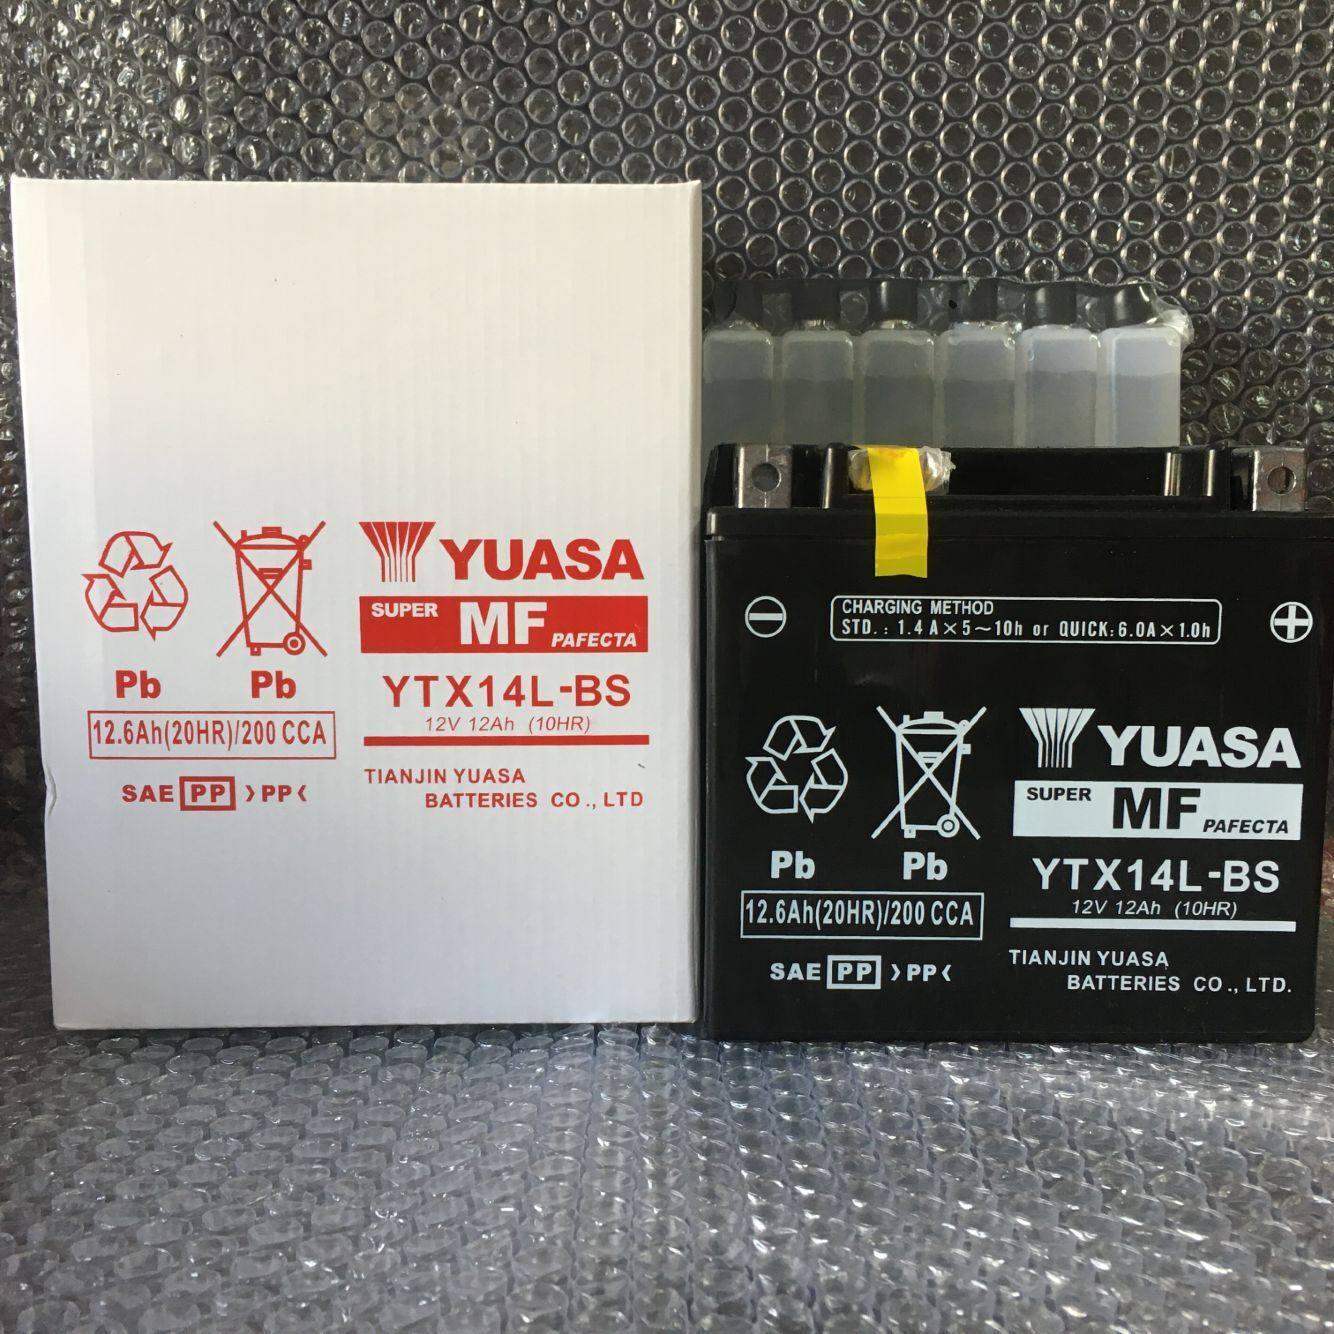 YUASA
SUPER MF PAFECTA
YTX14L-BS
12V 12Ah (10HR)
Pb
Pb
12.6Ah(20HR)/200 CCA
SAE PP >PP<
TIANJIN YUASA
BATTERIES CO., LTD
CHARGING METHOD
STD.: 1.4A×5~10h or QUICK:6.0A×1.0h
YUASA
SUPER MF PAFECTA
YTX14L-BS
12V 12Ah (10HR)
Pb
Pb
12.6Ah(20HR)/200 CCA
SAE PP >PP<
TIANJIN YUASA
BATTERIES CO., LTD.